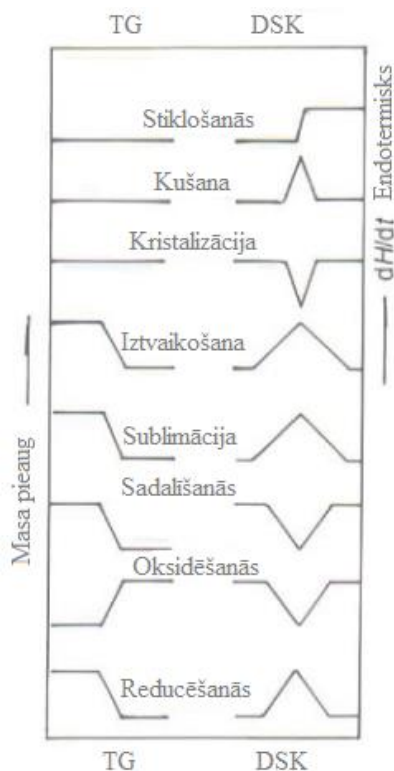 TG DSK
Stiklošanās
Kušana
Kristalizācija
Iztvaikošana
Sublimācija
Sadalīšanās
Oksidēšanās
Reducēšanās
TG DSK
Masa pieaug
Endotermisks
dH/dt